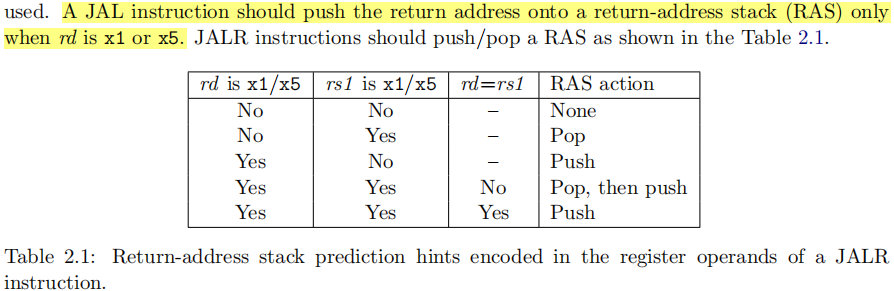 used. A JAL instruction should push the return address onto a return-address stack (RAS) only
when rd is x1 or x5. JALR instructions should push/pop a RAS as shown in the Table 2.1.
rd is x1/x5 rs1 is x1/x5 rd=rs1 RAS action
No No – None
No Yes – Pop
Yes No – Push
Yes Yes No Pop, then push
Yes Yes Yes Push
Table 2.1: Return-address stack prediction hints encoded in the register operands of a JALR
instruction.